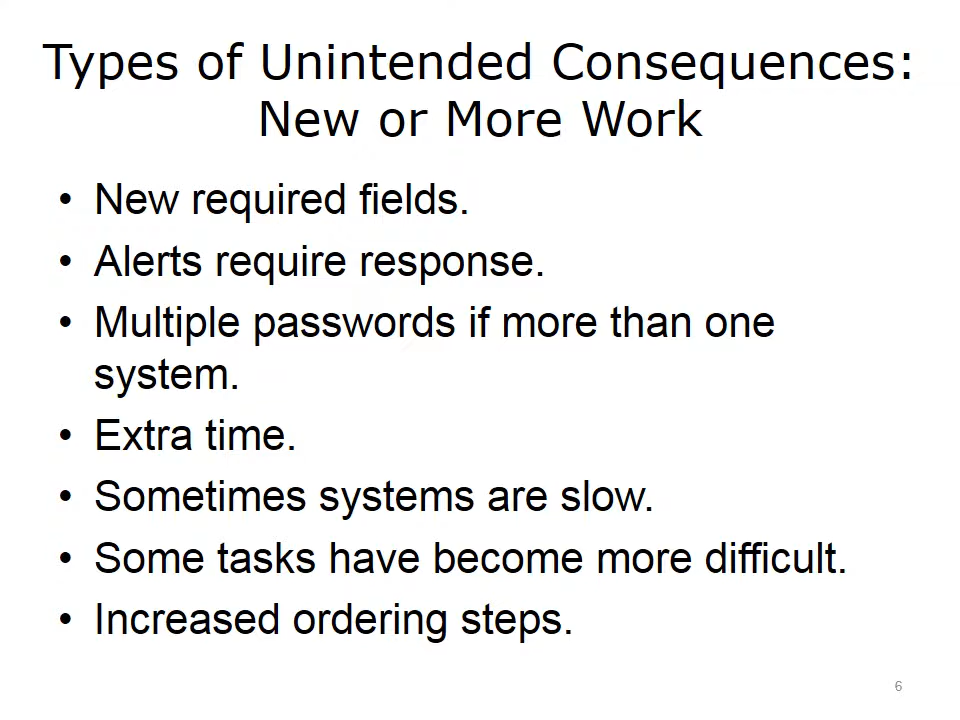 Types of Unintended Consequences:
New or More Work
• New required fields.
• Alerts require response.
• Multiple passwords if more than one
system.
• Extra time.
• Sometimes systems are slow.
• Some tasks have become more difficult.
• Increased ordering steps.
6